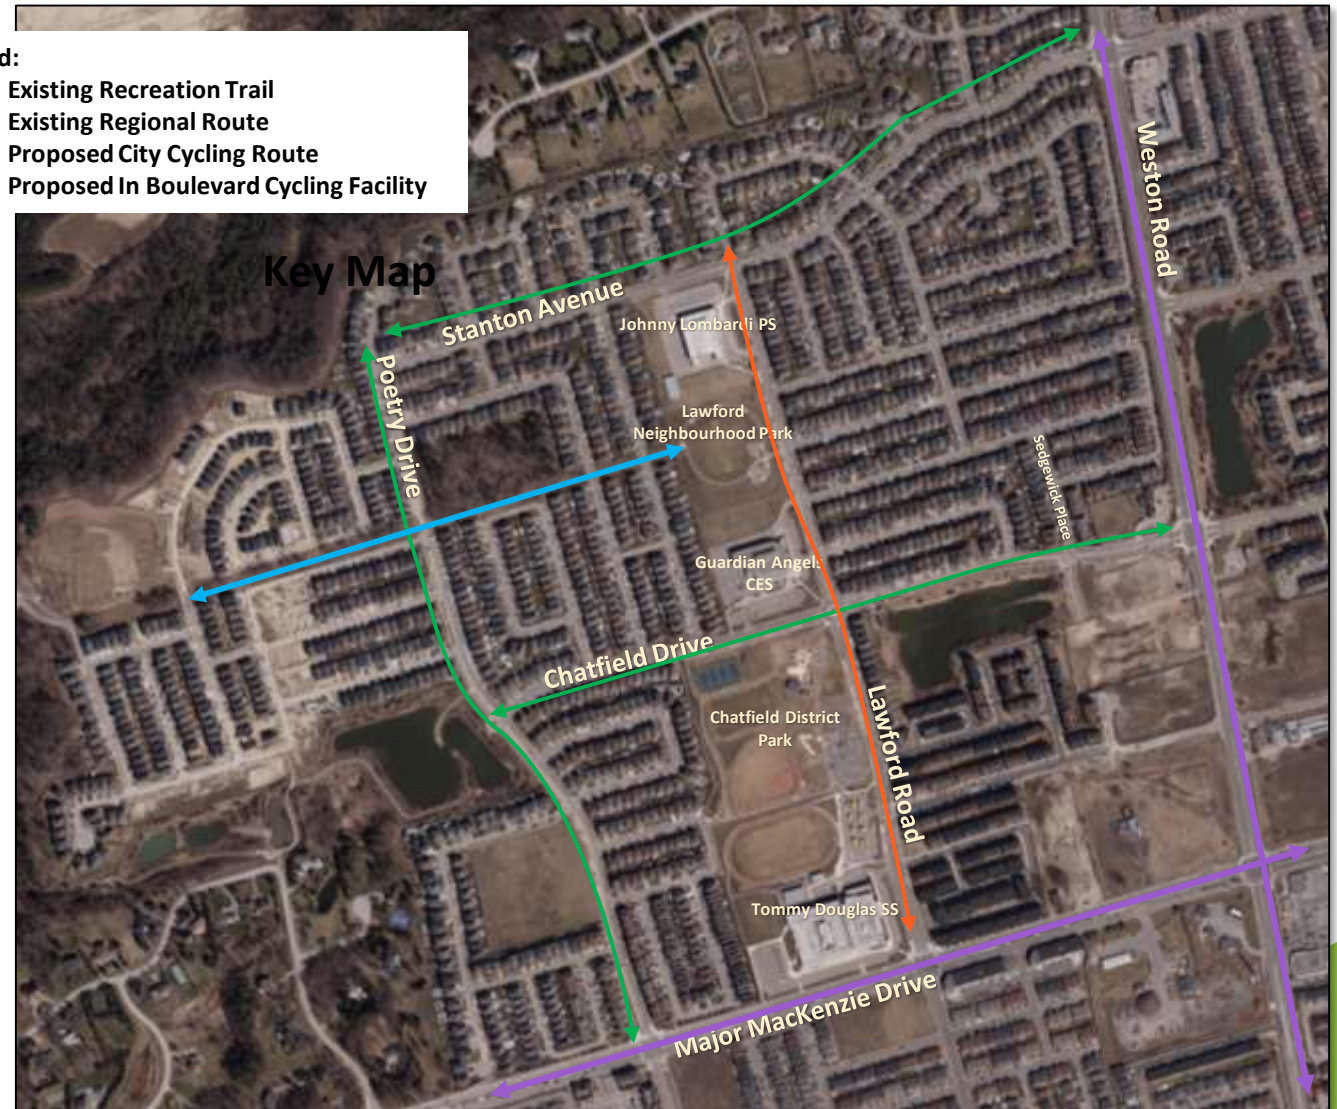 d:
Existing Recreation Trail
Existing Regional Route
Proposed City Cycling Route
Proposed In Boulevard Cycling Facility
Key Map
Weston Road
Stanton Avenue
Johnny Lombardi PS
Poetry Drive
Lawford
Neighbourhood Park
Sedgewick Place
Guardian Angels
CES
Chatfield Drive
Chatfield District
Park
Lawford Road
Tommy Douglas SS
Major MacKenzie Drive